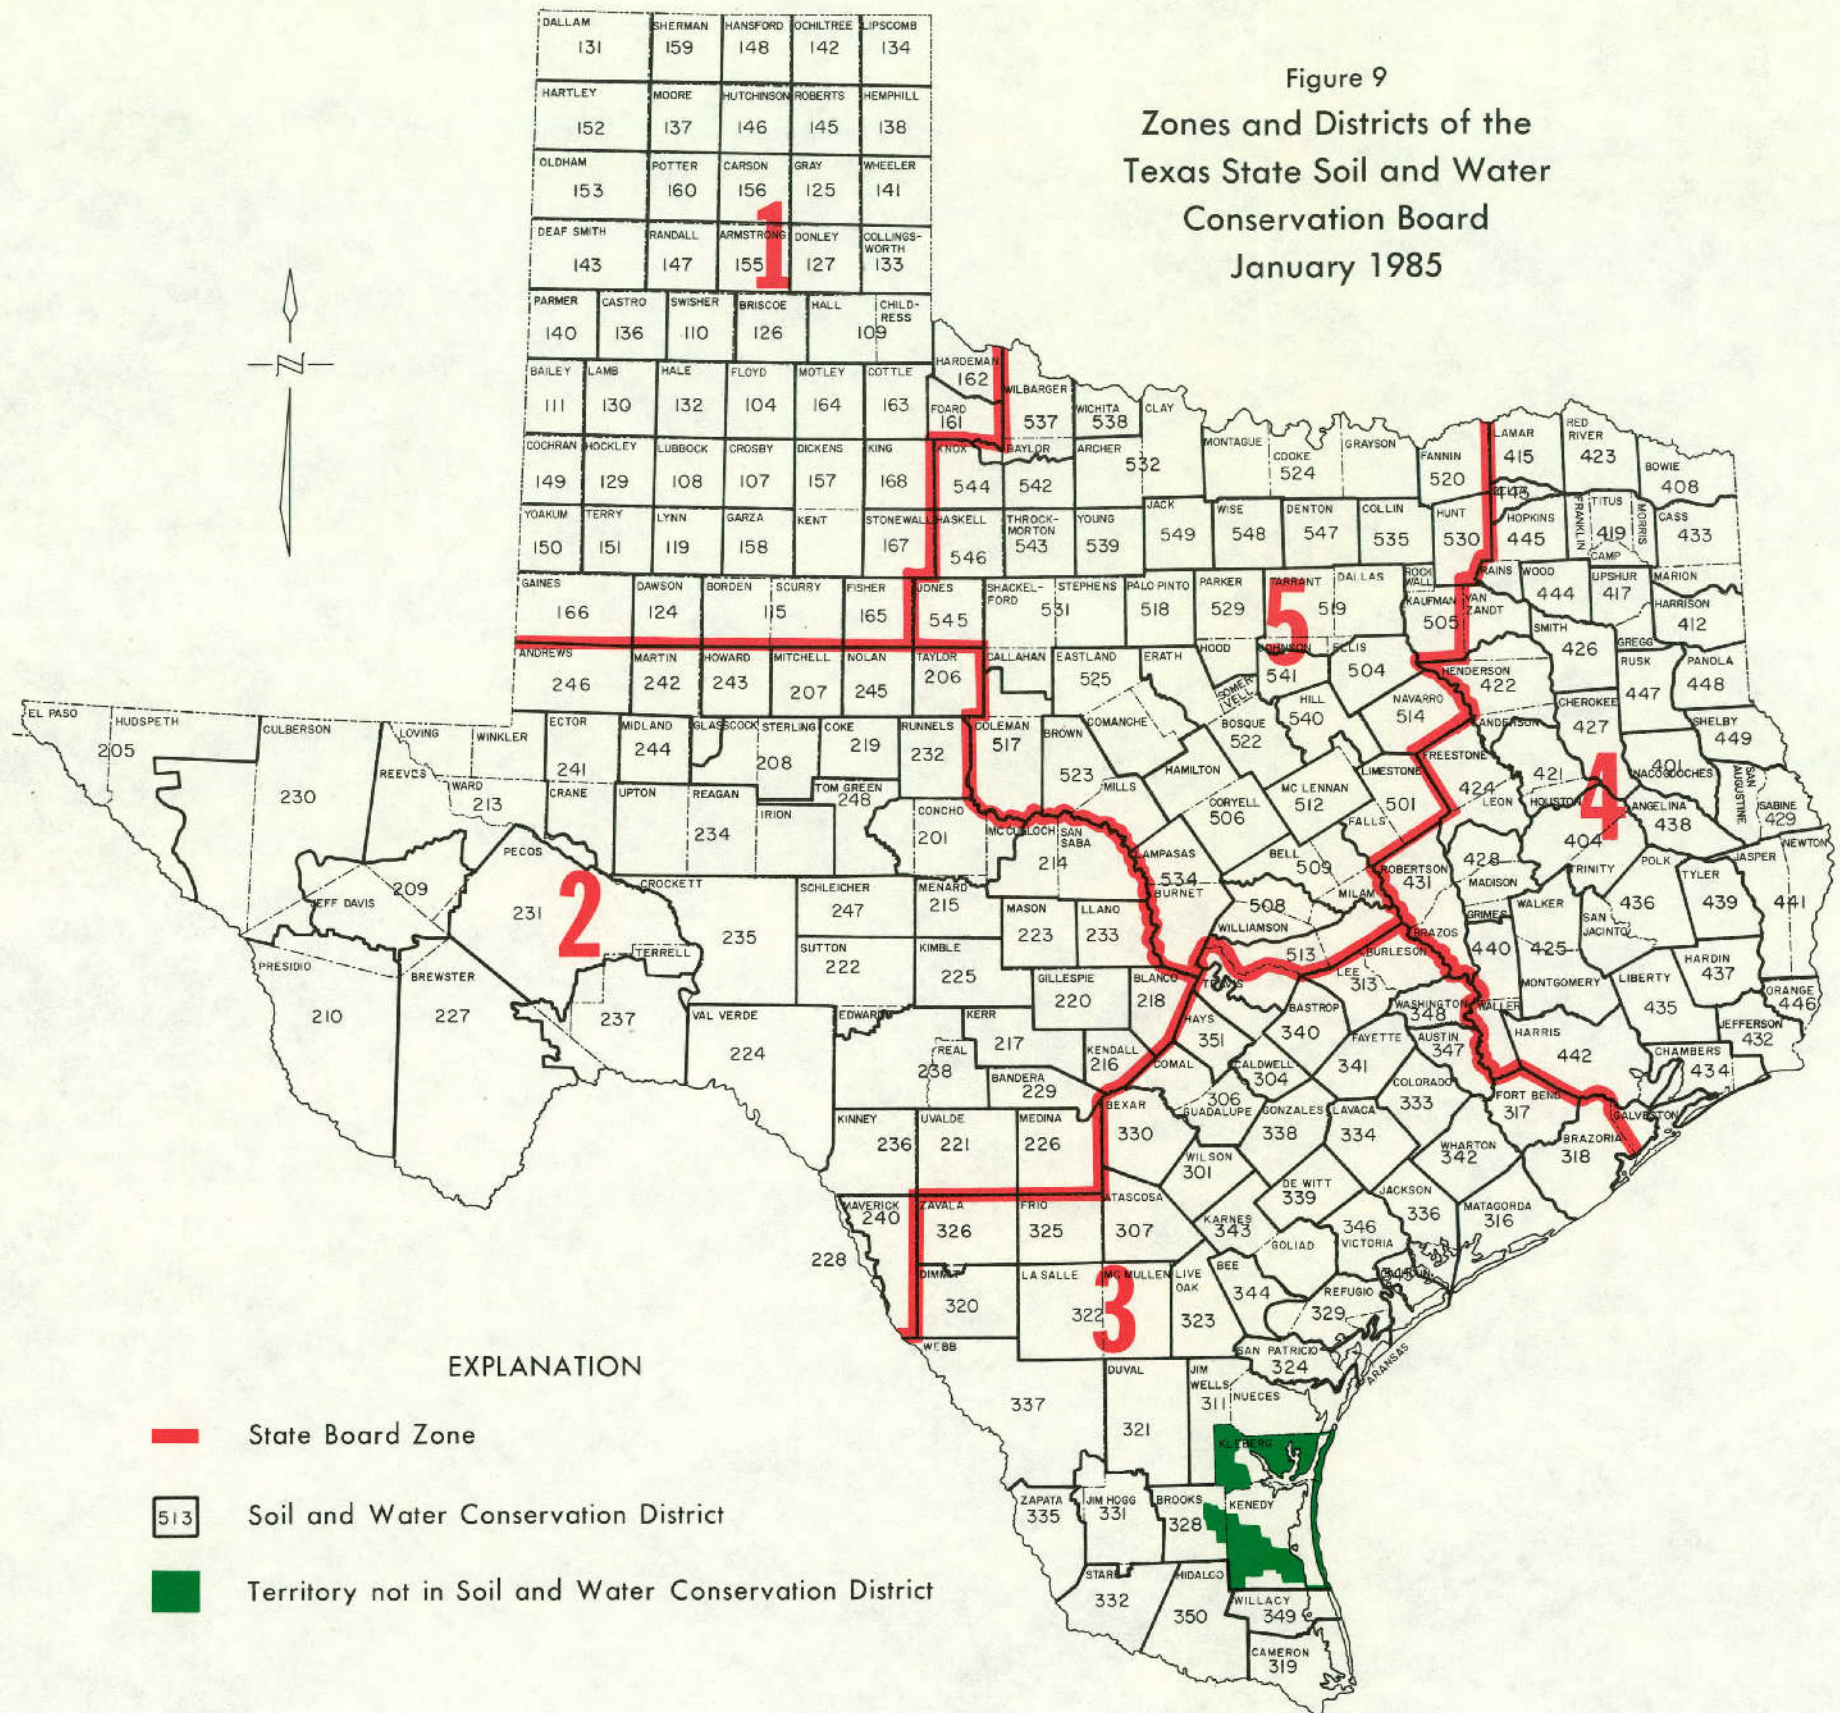 Figure 9
Zones and Districts of the
Texas State Soil and Water
Conservation Board
January 1985
DALLAM SHERMAN HANSFORD OCHILTREE LIPSCOMB
131 159 148 142 134
HARTLEY MOORE HUTCHINSON ROBERTS HEMPHILL
152 137 146 145 138
OLDHAM POTTER CARSON GRAY WHEELER
153 160 156 125 141
1
DEAF SMITH RANDALL ARMSTRONG DONLEY COLLINGS-
WORTH
143 147 155 127 133
PARMER CASTRO SWISHER BRISCOE HALL CHILD-
RESS
140 136 110 126 109
HARDEMAN
162
BAILEY LAMB HALE FLOYD MOTLEY COTTLE
111 130 132 104 164 163
FOARD
161
WILBARGER WICHITA CLAY
537 538
MONTAGUE COOKE GRAYSON
524
FANNIN LAMAR RED
RIVER BOWIE
520 415 423 408
COCHRAN HOCKLEY LUBBOCK CROSBY DICKENS KING KNOX BAYLOR ARCHER
149 129 108 107 157 168 544 542 532
YOAKUM TERRY LYNN GARZA KENT STONEWALL HASKELL THROCK-
MORTON YOUNG JACK WISE DENTON COLLIN HUNT HOPKINS FRANKLIN TITUS MORRIS CASS
150 151 119 158 167 546 543 539 549 548 547 535 530 445 419 433
CAMP
GAINES DAWSON BORDEN SCURRY FISHER JONES SHACKEL-
FORD STEPHENS PALO PINTO PARKER TARRANT DALLAS ROCK
WALL RAINS WOOD UPSHUR MARION
166 124 115 165 545 531 518 529 519 444 417
5
KAUFMAN VAN
ZANDT HARRISON
505 412
SMITH GREGG
426
ANDREWS MARTIN HOWARD MITCHELL NOLAN TAYLOR CALLAHAN EASTLAND ERATH HOOD JOHNSON ELLIS HENDERSON RUSK PANOLA
246 242 243 207 245 206 525 541 504 422 447 448
SOMER
VELL HILL NAVARRO CHEROKEE
540 514 427
EL PASO HUDSPETH CULBERSON LOVING WINKLER ECTOR MIDLAND GLASSCOCK STERLING COKE RUNNELS COLEMAN BROWN COMANCHE BOSQUE ANDERSON SHELBY
205 241 244 208 219 232 517 523 522 449
HAMILTON LIMESTONE FREESTONE NACOGDOCHES SAN
AUGUSTINE
401
REEVES WARD CRANE UPTON REAGAN TOM GREEN MILLS
230 213 234 248
IRION CONCHO CORYELL MC LENNAN FALLS LEON HOUSTON ANGELINA SABINE
201 506 512 501 424 421 438 429
4
404
MC CULLOCH SAN
SABA
214
PECOS LAMPASAS BELL ROBERTSON MADISON TRINITY POLK JASPER NEWTON
534 509 431 428
TYLER
209
JEFF DAVIS CROCKETT SCHLEICHER MENARD BURNET MILAM
231 2 235 247 215 508
MASON LLANO WILLIAMSON GRIMES WALKER SAN
JACINTO
223 233 513 440 425 436 439 441
TERRELL SUTTON KIMBLE BURLESON BRAZOS HARDIN
222 225 437
PRESIDIO BREWSTER GILLESPIE BLANCO TRAVIS LEE MONTGOMERY LIBERTY ORANGE
210 227 237 220 218 313 435 446
VAL VERDE EDWARDS KERR HAYS BASTROP WASHINGTON WALLER HARRIS JEFFERSON
224 217 351 340 348 442 432
REAL KENDALL COMAL CALDWELL FAYETTE AUSTIN CHAMBERS
238 216 304 341 347 434
BANDERA COLORADO FORT BEND
229 306 333 317
KINNEY UVALDE MEDINA BEXAR GUADALUPE GONZALES LAVACA GALVESTON
236 221 226 330 338 334
WILSON WHARTON BRAZORIA
301 342 318
MAVERICK ZAVALA FRIO ATASCOSA DE WITT JACKSON MATAGORDA
240 326 325 307 339 336 316
KARNES GOLIAD VICTORIA
343 346
228
DIMMIT LA SALLE MC MULLEN LIVE
OAK BEE REFUGIO
320 322 3 323 344 329
345
WEBB SAN PATRICIO ARANSAS
324
DUVAL JIM
WELLS NUECES
337 321 311
KLEBERG
ZAPATA JIM HOGG BROOKS KENEDY
335 331 328
STARR HIDALGO WILLACY
332 350 349
CAMERON
319
N
EXPLANATION
State Board Zone
513 Soil and Water Conservation District
Territory not in Soil and Water Conservation District